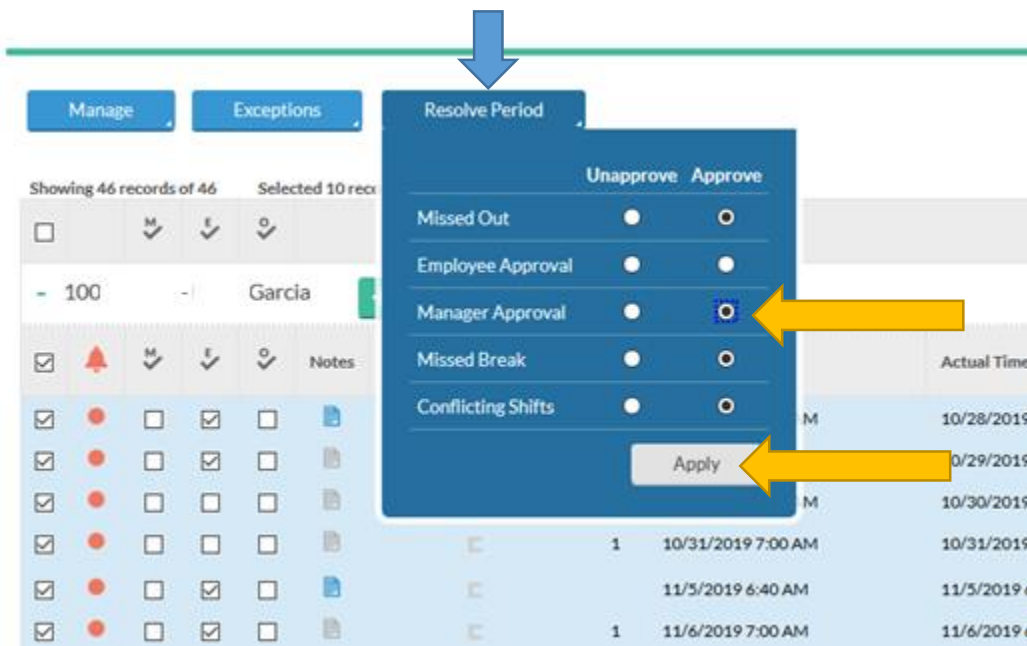 Manage Exceptions Resolve Period
Unapprove Approve
Showing 46 records of 46 Selected 10
Missed Out
M E O
Employee Approval
- 100 - Garcia
Manager Approval
M E O Notes Missed Break Actual Time
Conflicting Shifts
M 10/28/2019
Apply 0/29/2019
M 10/30/2019
1 10/31/2019 7:00 AM 10/31/2019
11/5/2019 6:40 AM 11/5/2019
1 11/6/2019 7:00 AM 11/6/2019